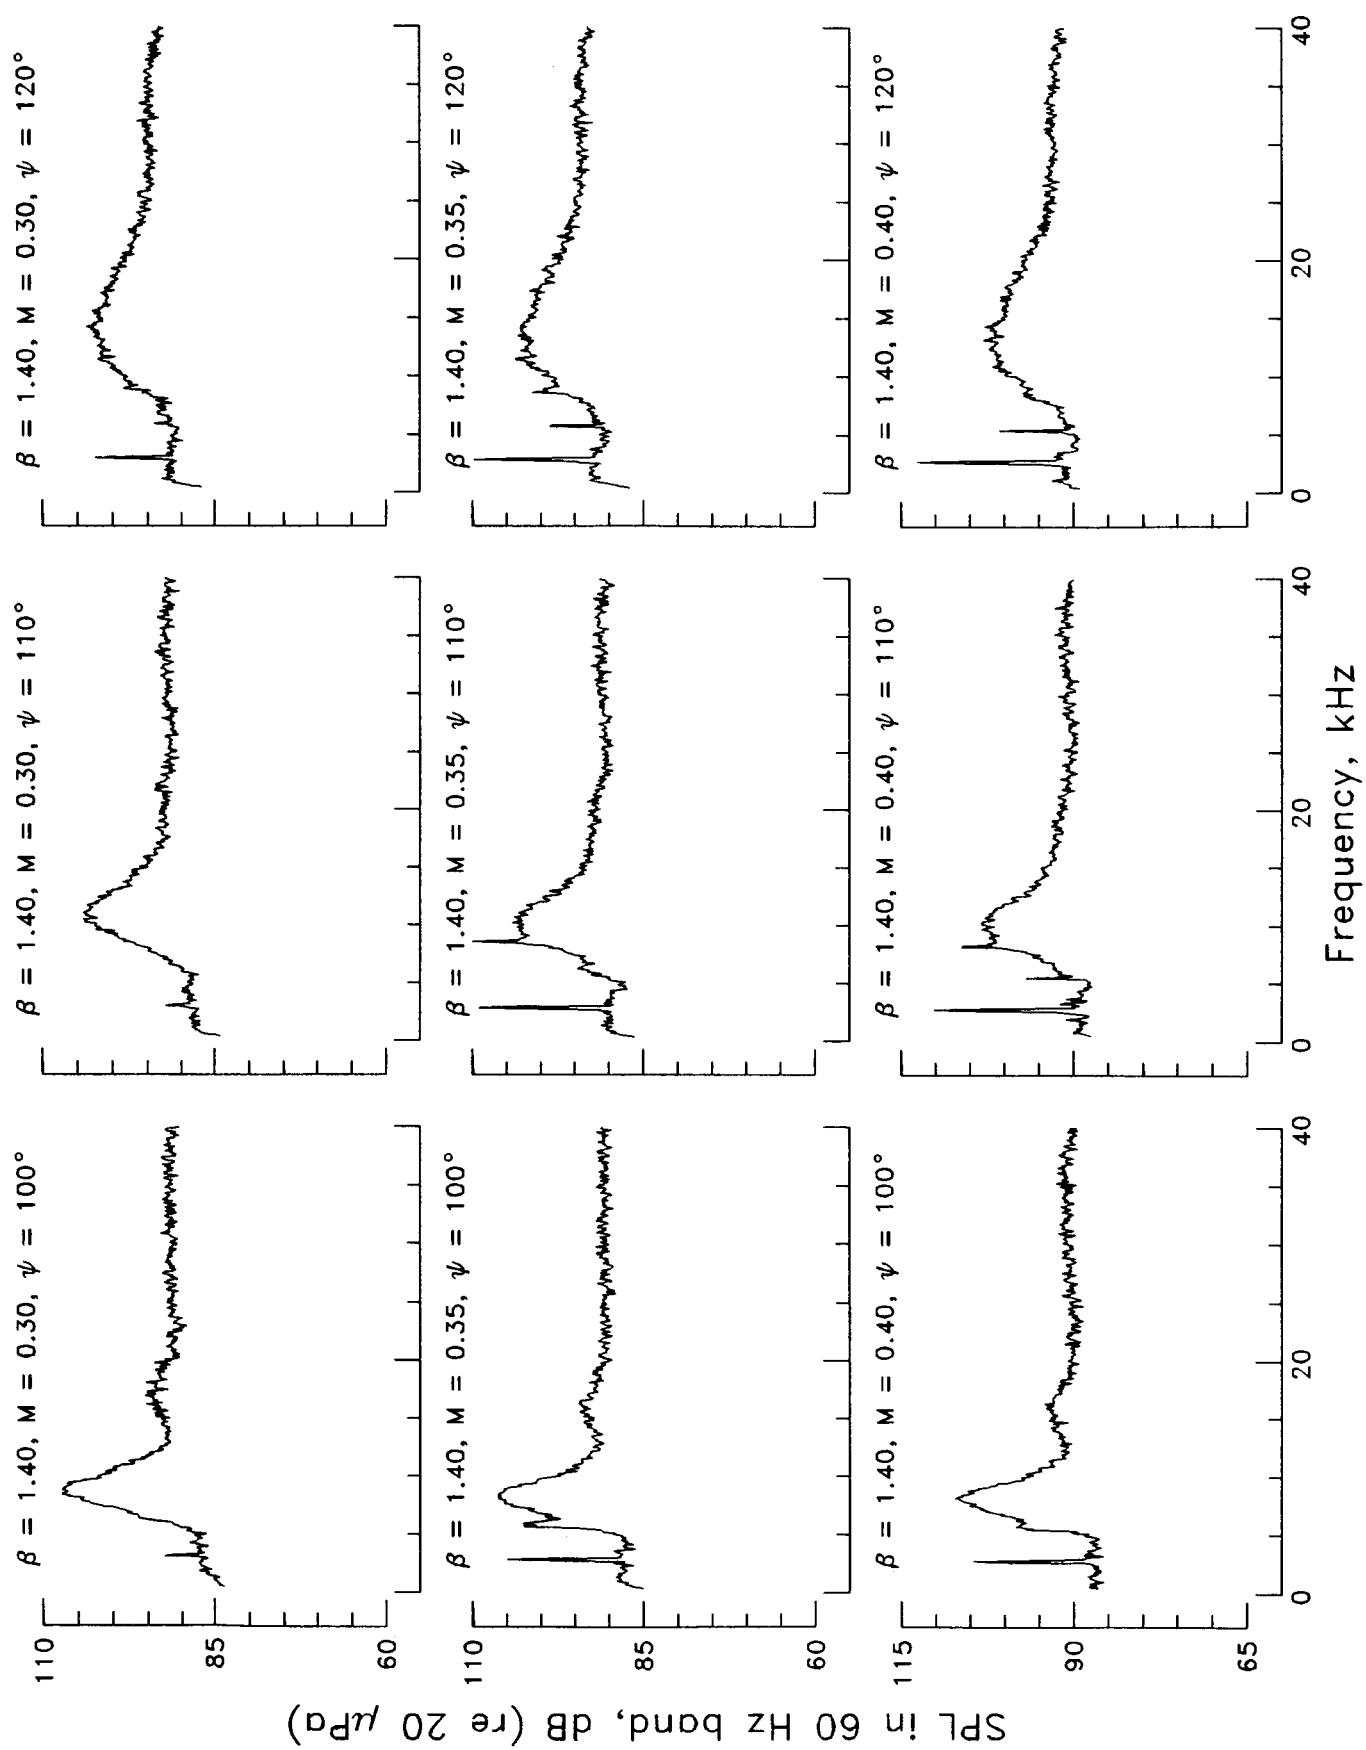 β = 1.40, M = 0.30, ψ = 100°
β = 1.40, M = 0.30, ψ = 110°
β = 1.40, M = 0.30, ψ = 120°
110
85
60
β = 1.40, M = 0.35, ψ = 100°
β = 1.40, M = 0.35, ψ = 110°
β = 1.40, M = 0.35, ψ = 120°
110
85
60
β = 1.40, M = 0.40, ψ = 100°
β = 1.40, M = 0.40, ψ = 110°
β = 1.40, M = 0.40, ψ = 120°
115
90
65
0 20 40
0 20 40
0 20 40
SPL in 60 Hz band, dB (re 20 μPa)
Frequency, kHz